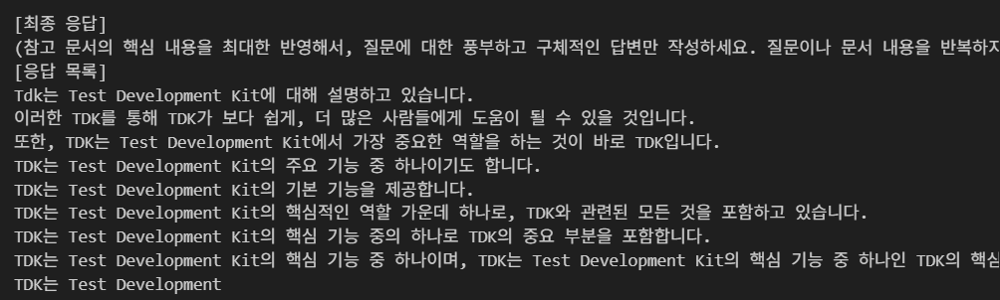 [최종 응답]
(참고 문서의 핵심 내용을 최대한 반영해서, 질문에 대한 풍부하고 구체적인 답변만 작성하세요. 질문이나 문서 내용을 반복하지
[응답 목록]
Tdk는 Test Development Kit에 대해 설명하고 있습니다.
이러한 TDK를 통해 TDK가 보다 쉽게, 더 많은 사람들에게 도움이 될 수 있을 것입니다.
또한, TDK는 Test Development Kit에서 가장 중요한 역할을 하는 것이 바로 TDK입니다.
TDK는 Test Development Kit의 주요 기능 중 하나이기도 합니다.
TDK는 Test Development Kit의 기본 기능을 제공합니다.
TDK는 Test Development Kit의 핵심적인 역할 가운데 하나로, TDK와 관련된 모든 것을 포함하고 있습니다.
TDK는 Test Development Kit의 핵심 기능 중의 하나로 TDK의 중요 부분을 포함합니다.
TDK는 Test Development Kit의 핵심 기능 중 하나이며, TDK는 Test Development Kit의 핵심 기능 중 하나인 TDK의 핵심
TDK는 Test Development